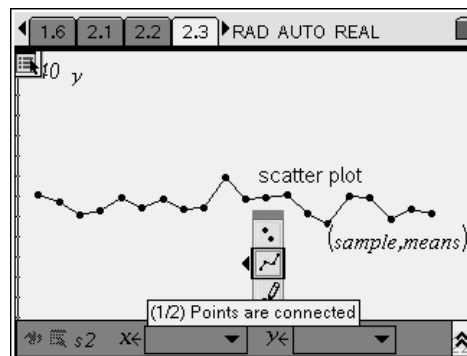 1.6 2.1 2.2 2.3 RAD AUTO REAL
10 y
scatter plot
(sample,means)
(1/2) Points are connected
s2 x← y←